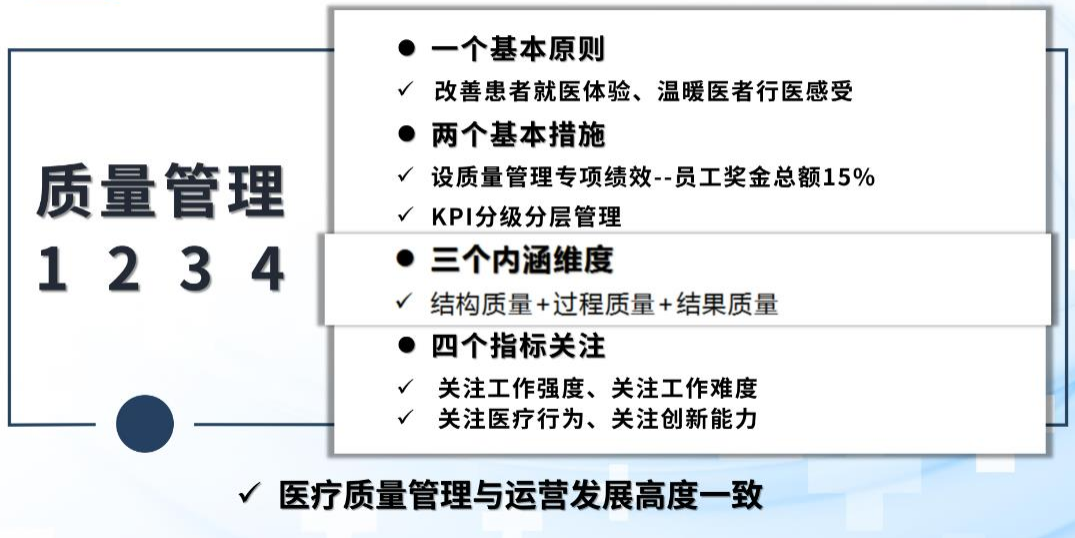 质量管理
1 2 3 4
● 一个基本原则
✓ 改善患者就医体验、温暖医者行医感受
● 两个基本措施
✓ 设质量管理专项绩效--员工奖金总额15%
✓ KPI分级分层管理
● 三个内涵维度
✓ 结构质量+过程质量+结果质量
● 四个指标关注
✓ 关注工作强度、关注工作难度
✓ 关注医疗行为、关注创新能力
✓ 医疗质量管理与运营发展高度一致